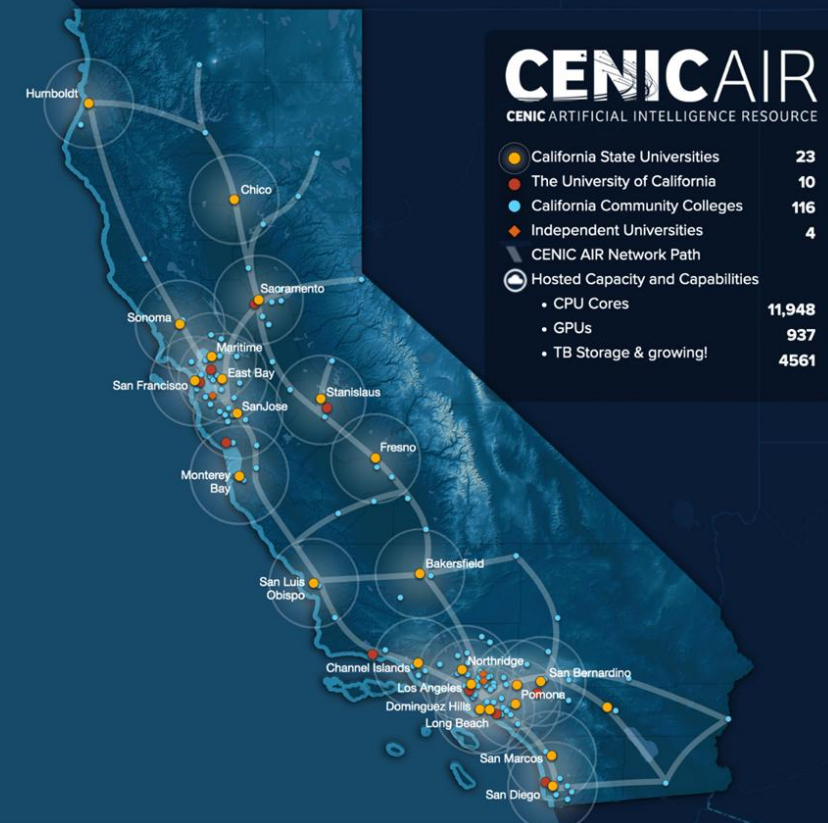 CENIC AIR
CENIC ARTIFICIAL INTELLIGENCE RESOURCE
California State Universities 23
The University of California 10
California Community Colleges 116
Independent Universities 4
CENIC AIR Network Path
Hosted Capacity and Capabilities
• CPU Cores 11,948
• GPUs 937
• TB Storage & growing! 4561
Humboldt
Chico
Sacramento
Sonoma
Maritime
East Bay
San Francisco
SanJose
Stanislaus
Fresno
Monterey
Bay
Bakersfield
San Luis
Obispo
Channel Islands
Northridge
San Bernardino
Los Angeles
Pomona
Dominguez Hills
Long Beach
San Marcos
San Diego